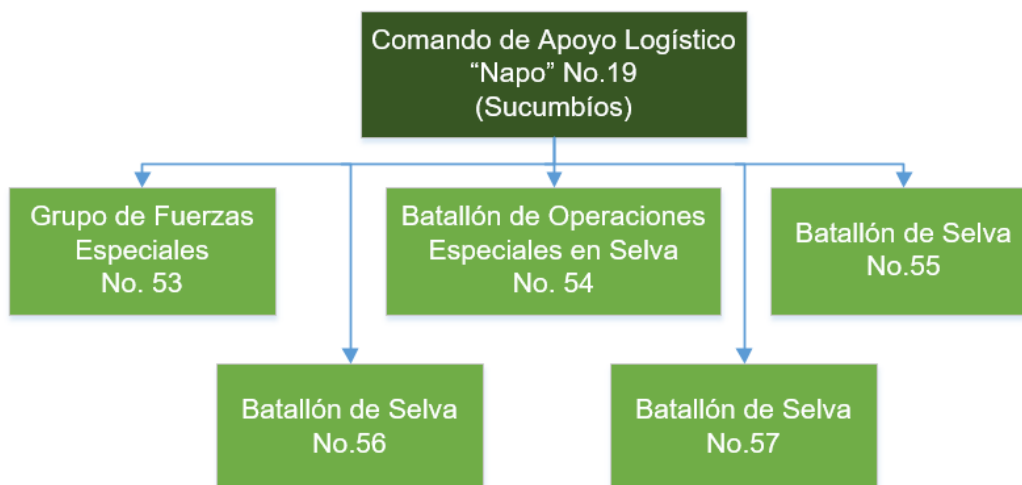 Comando de Apoyo Logístico
“Napo” No.19
(Sucumbíos)
Grupo de Fuerzas
Especiales
No. 53
Batallón de Operaciones
Especiales en Selva
No. 54
Batallón de Selva
No.55
Batallón de Selva
No.56
Batallón de Selva
No.57